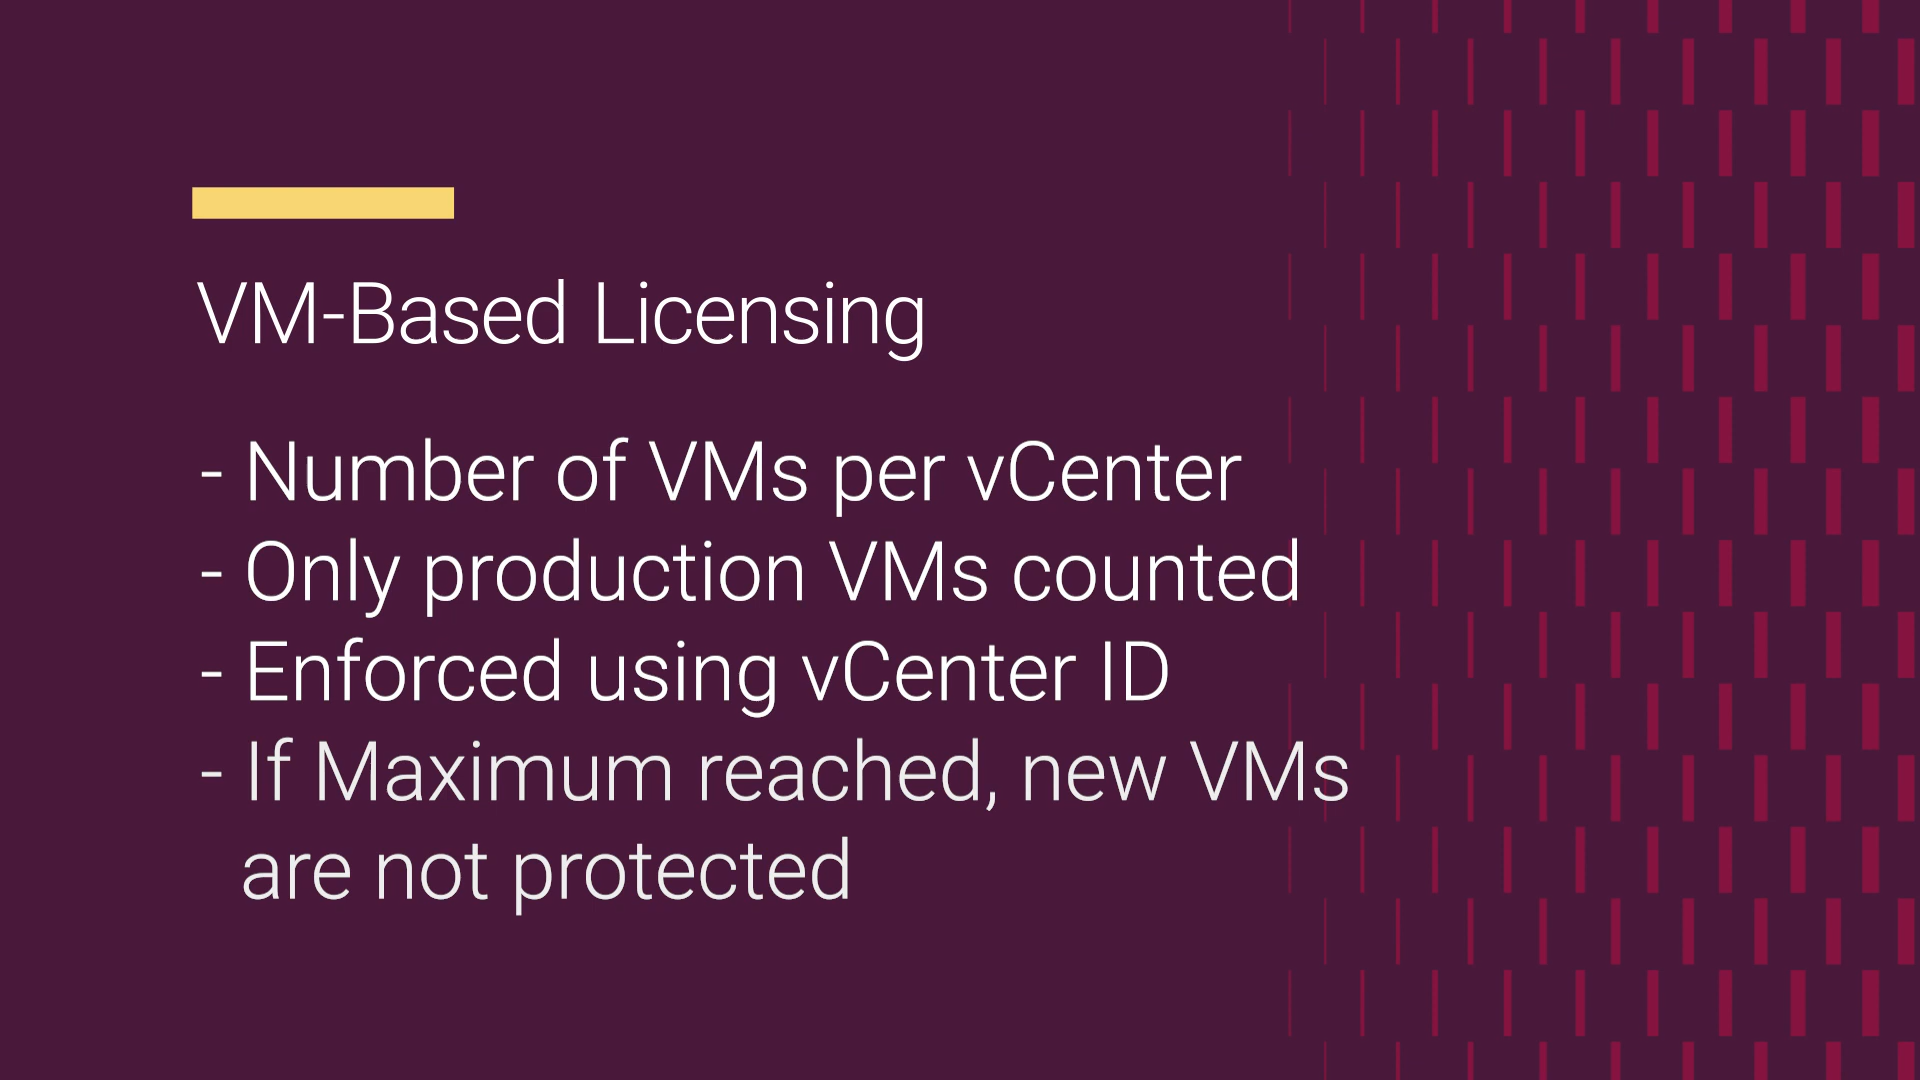 VM-Based Licensing
- Number of VMs per vCenter
- Only production VMs counted
- Enforced using vCenter ID
- If Maximum reached, new VMs
are not protected